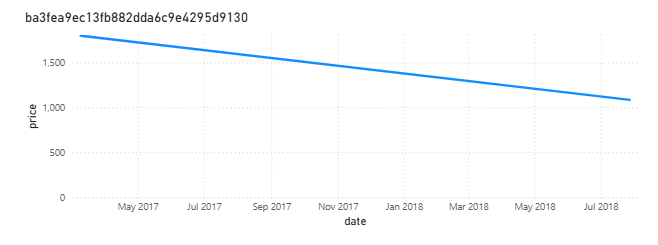 ba3fea9ec13fb882dda6c9e4295d9130
price
1,500
1,000
500
0
May 2017 Jul 2017 Sep 2017 Nov 2017 Jan 2018 Mar 2018 May 2018 Jul 2018
date